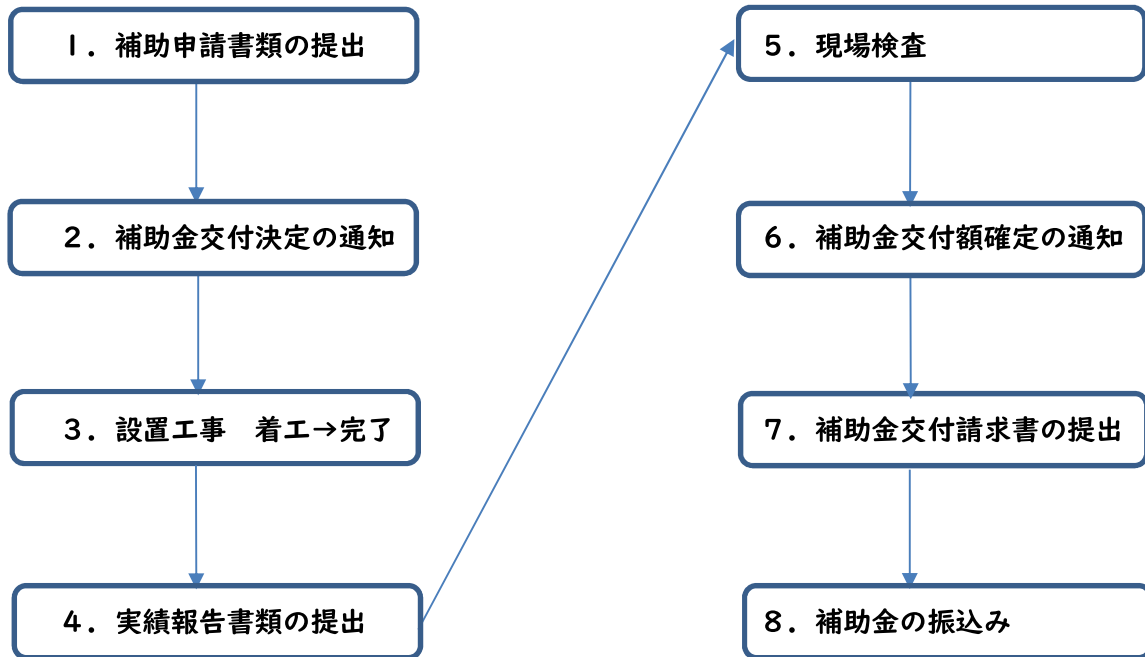 1．補助申請書類の提出
2．補助金交付決定の通知
3．設置工事　着工→完了
4．実績報告書類の提出
5．現場検査
6．補助金交付額確定の通知
7．補助金交付請求書の提出
8．補助金の振込み